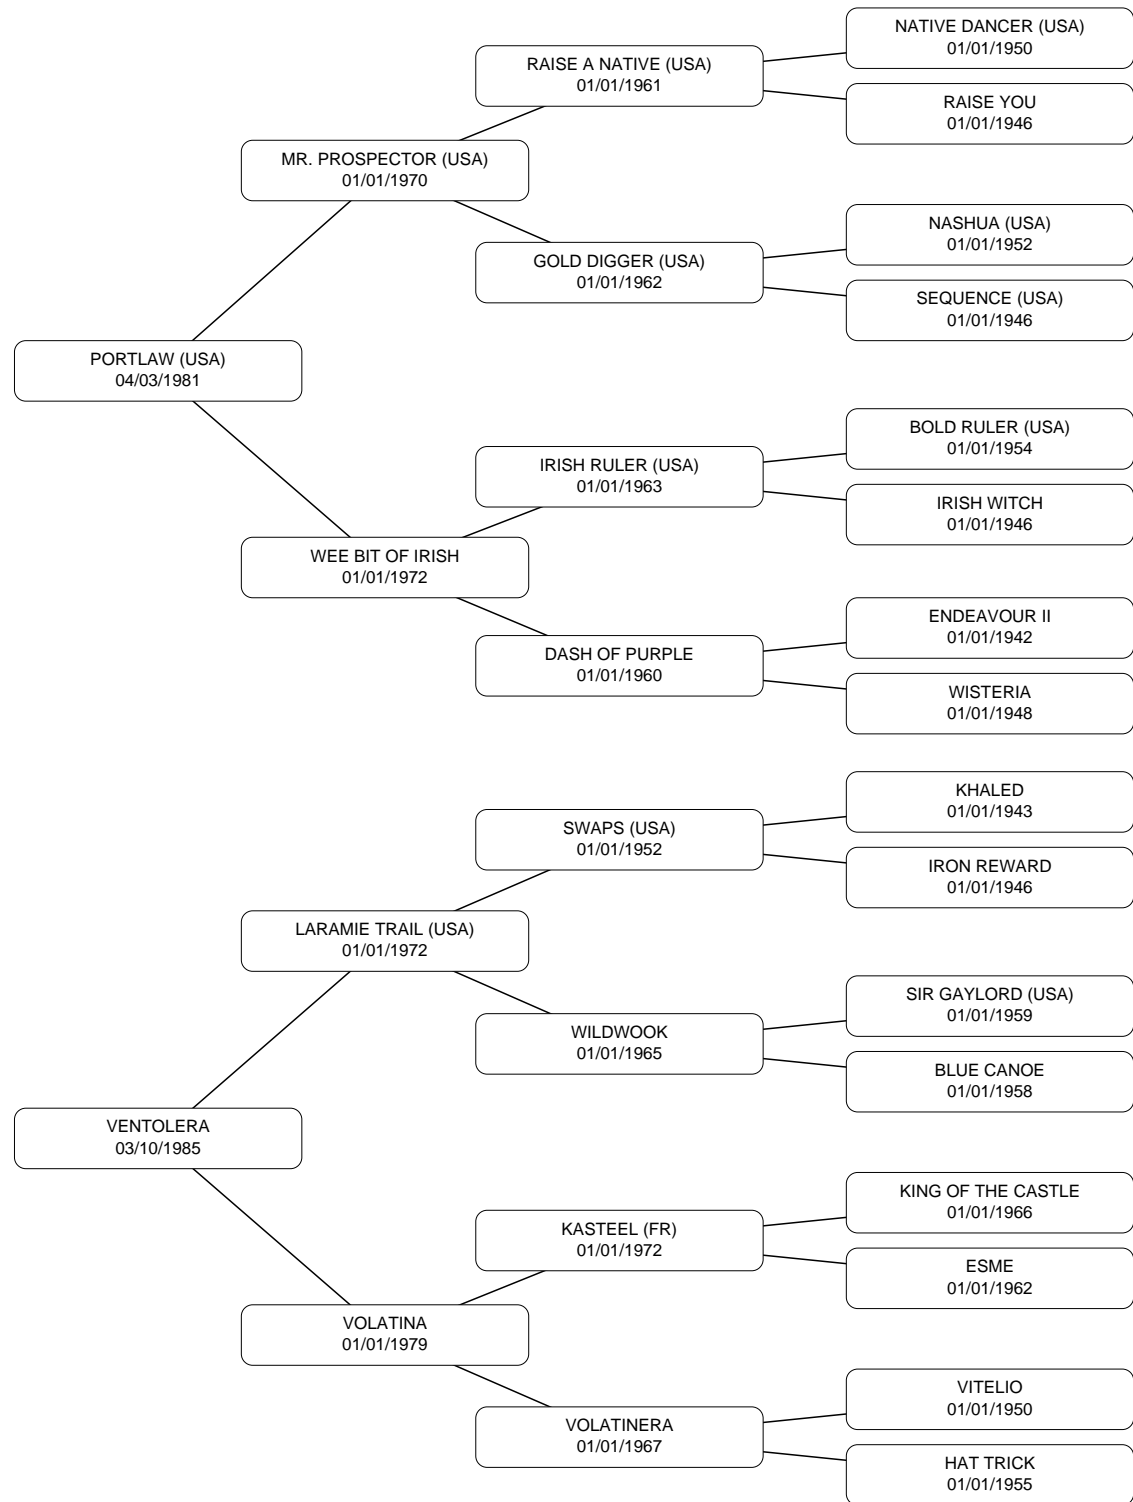 NATIVE DANCER (USA)
01/01/1950
RAISE A NATIVE (USA)
01/01/1961
RAISE YOU
01/01/1946
MR. PROSPECTOR (USA)
01/01/1970
NASHUA (USA)
01/01/1952
GOLD DIGGER (USA)
01/01/1962
SEQUENCE (USA)
01/01/1946
PORTLAW (USA)
04/03/1981
BOLD RULER (USA)
01/01/1954
IRISH RULER (USA)
01/01/1963
IRISH WITCH
01/01/1946
WEE BIT OF IRISH
01/01/1972
ENDEAVOUR II
01/01/1942
DASH OF PURPLE
01/01/1960
WISTERIA
01/01/1948
KHALED
01/01/1943
SWAPS (USA)
01/01/1952
IRON REWARD
01/01/1946
LARAMIE TRAIL (USA)
01/01/1972
SIR GAYLORD (USA)
01/01/1959
WILDWOOK
01/01/1965
BLUE CANOE
01/01/1958
VENTOLERA
03/10/1985
KING OF THE CASTLE
01/01/1966
KASTEEL (FR)
01/01/1972
ESME
01/01/1962
VOLATINA
01/01/1979
VITELIO
01/01/1950
VOLATINERA
01/01/1967
HAT TRICK
01/01/1955